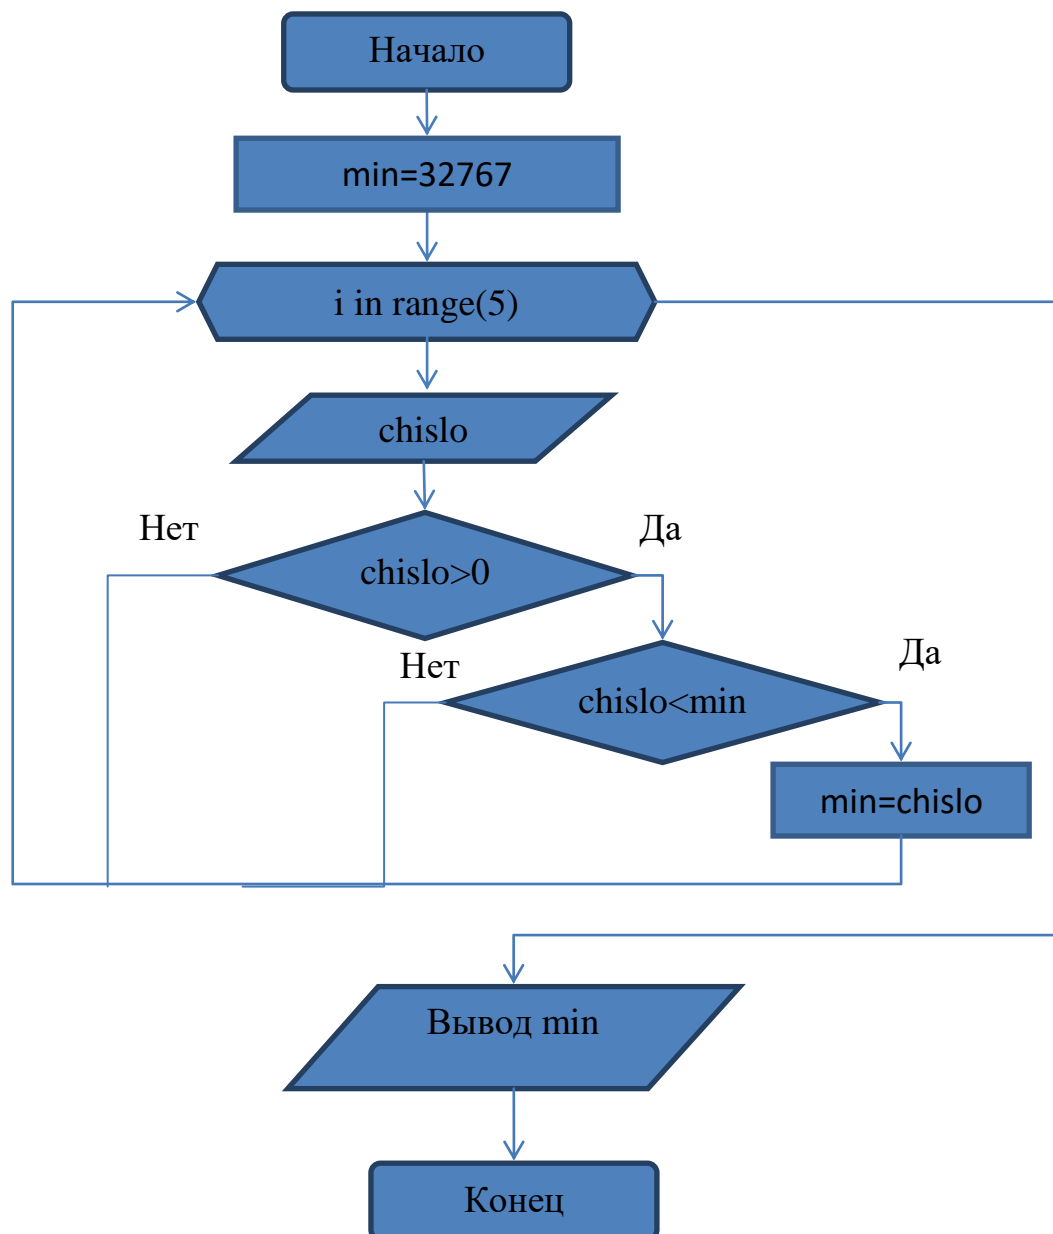 Начало
min=32767
i in range(5)
chislo
Нет
Да
chislo>0
Нет
Да
chislo<min
min=chislo
Вывод min
Конец